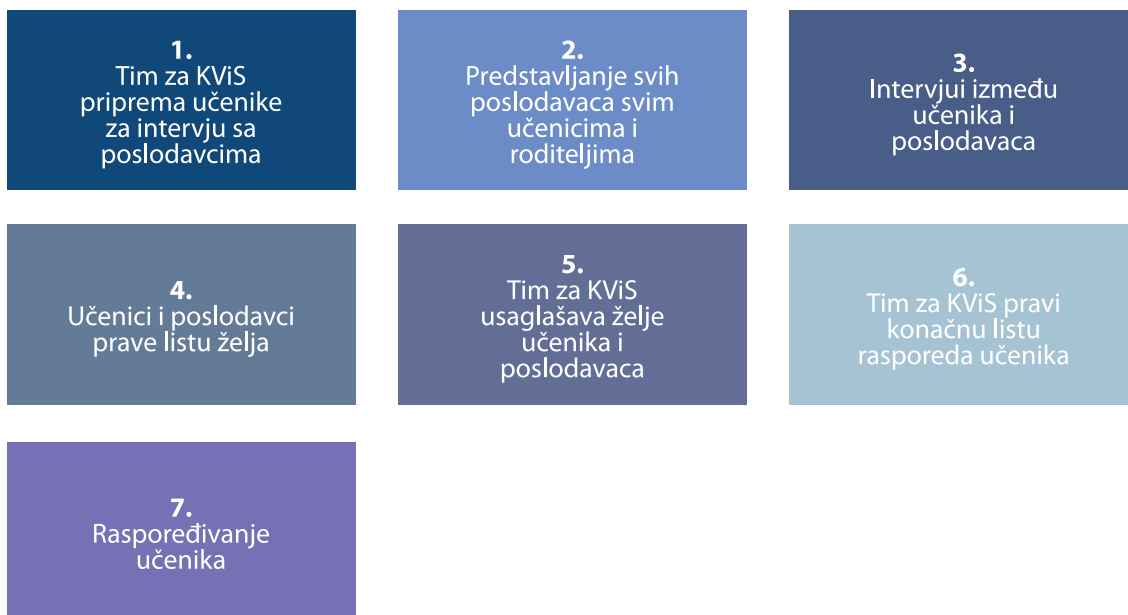 1.
Tim za KViS
priprema učenike
za intervju sa
poslodavcima
2.
Predstavljanje svih
poslodavaca svim
učenicima i
roditeljima
3.
Intervjui između
učenika i
poslodavaca
4.
Učenici i poslodavci
prave listu želja
5.
Tim za KViS
usaglašava želje
učenika i
poslodavaca
6.
Tim za KViS pravi
konačnu listu
rasporeda učenika
7.
Raspoređivanje
učenika